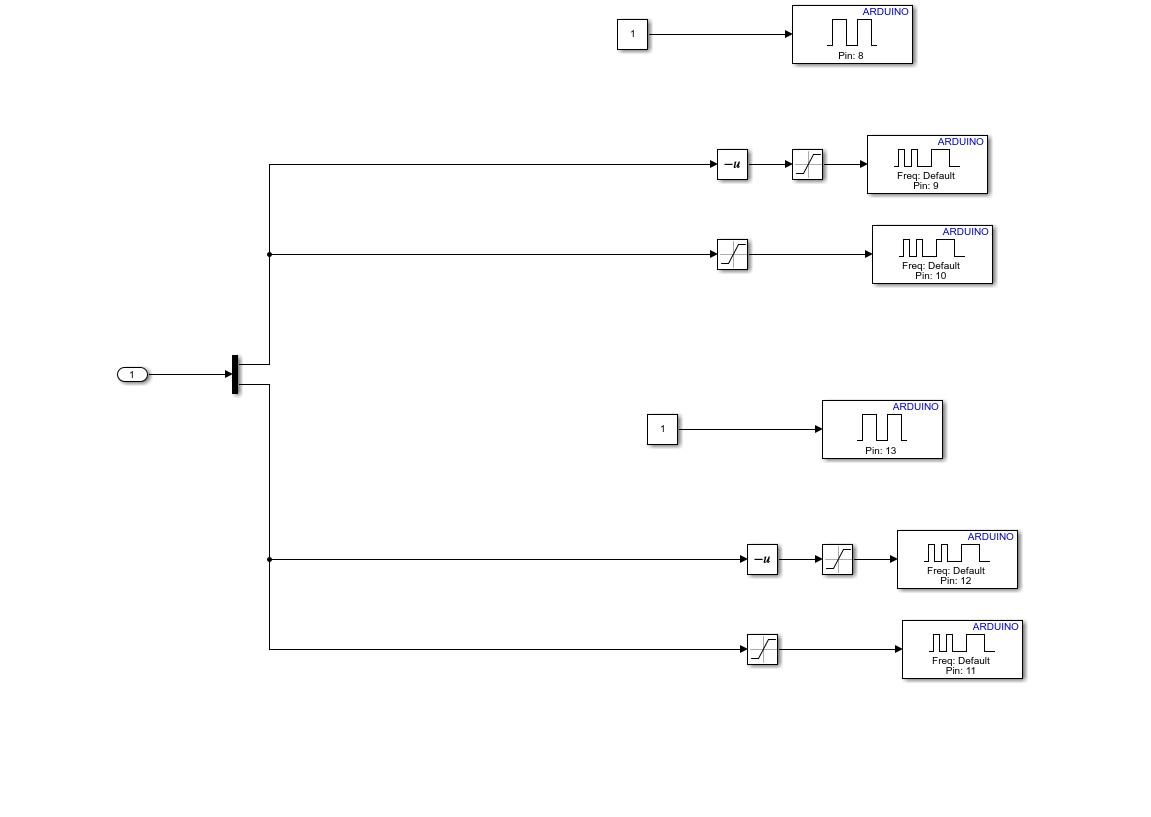 1
ARDUINO
Pin: 8
-u
ARDUINO
Freq: Default
Pin: 9
ARDUINO
Freq: Default
Pin: 10
1
1
ARDUINO
Pin: 13
-u
ARDUINO
Freq: Default
Pin: 12
ARDUINO
Freq: Default
Pin: 11